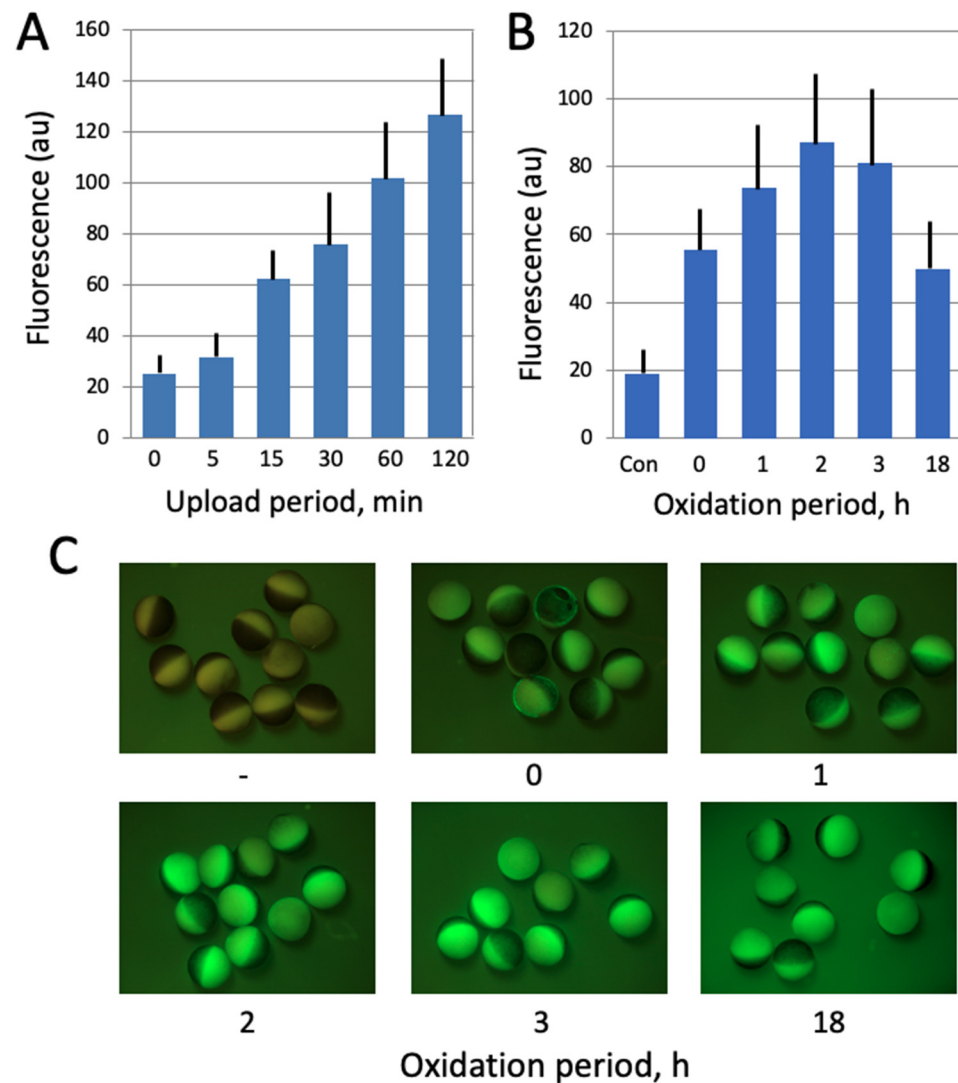 A
160
140
120
100
80
60
40
20
0
Fluorescence (au)
0 5 15 30 60 120
Upload period, min
B
120
100
80
60
40
20
0
Fluorescence (au)
Con 0 1 2 3 18
Oxidation period, h
C
- 0 1
2 3 18
Oxidation period, h